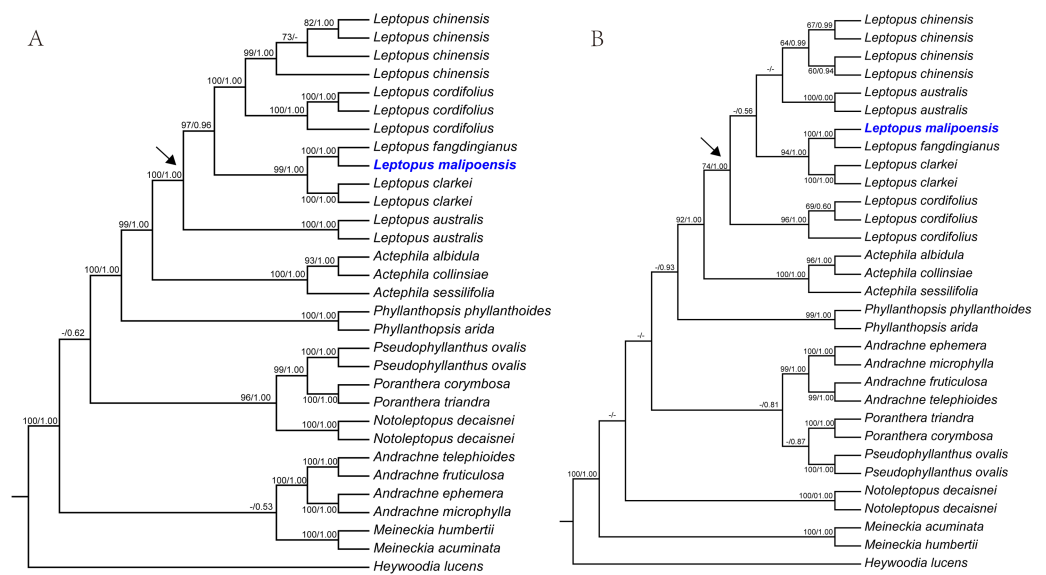 A
82/1.00
Leptopus chinensis
Leptopus chinensis
73/-
Leptopus chinensis
99/1.00
Leptopus chinensis
100/1.00
100/1.00
Leptopus cordifolius
Leptopus cordifolius
100/1.00
Leptopus cordifolius
97/0.96
100/1.00
Leptopus fangdingianus
Leptopus malipoensis
99/1.00
Leptopus clarkei
100/1.00
Leptopus clarkei
100/1.00
100/1.00
Leptopus australis
Leptopus australis
99/1.00
93/1.00
Actephila albidula
Actephila collinsiae
100/1.00
Actephila sessilifolia
100/1.00
100/1.00
Phyllanthopsis phyllanthoides
Phyllanthopsis arida
-/0.62
100/1.00
Pseudophyllanthus ovalis
Pseudophyllanthus ovalis
99/1.00
Poranthera corymbosa
100/1.00
Poranthera triandra
96/1.00
100/1.00
Notoleptopus decaisnei
Notoleptopus decaisnei
100/1.00
100/1.00
Andrachne telephioides
Andrachne fruticulosa
100/1.00
Andrachne ephemera
100/1.00
Andrachne microphylla
-/0.53
Meineckia humbertii
100/1.00
Meineckia acuminata
Heywoodia lucens
B
67/0.99
Leptopus chinensis
Leptopus chinensis
64/0.99
Leptopus chinensis
60/0.94
Leptopus chinensis
-/-
100/0.00
Leptopus australis
Leptopus australis
-/0.56
100/1.00
Leptopus malipoensis
Leptopus fangdingianus
94/1.00
Leptopus clarkei
100/1.00
Leptopus clarkei
74/1.00
69/0.60
Leptopus cordifolius
Leptopus cordifolius
96/1.00
Leptopus cordifolius
92/1.00
96/1.00
Actephila albidula
Actephila collinsiae
100/1.00
Actephila sessilifolia
-/0.93
99/1.00
Phyllanthopsis phyllanthoides
Phyllanthopsis arida
-/-
100/1.00
Andrachne ephemera
Andrachne microphylla
99/1.00
Andrachne fruticulosa
99/1.00
Andrachne telephioides
-/0.81
100/1.00
Poranthera triandra
Poranthera corymbosa
-/0.87
Pseudophyllanthus ovalis
100/1.00
Pseudophyllanthus ovalis
-/-
100/01.00
Notoleptopus decaisnei
Notoleptopus decaisnei
100/1.00
Meineckia acuminata
100/1.00
Meineckia humbertii
Heywoodia lucens